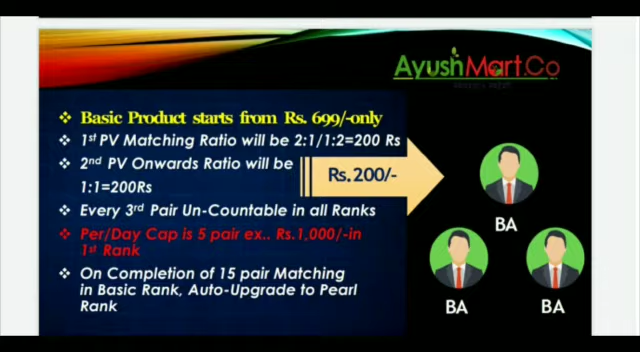 AyushMart.Co
❖ Basic Product starts from Rs. 699/-only
❖ 1st PV Matching Ratio will be 2:1/1:2=200 Rs
❖ 2nd PV Onwards Ratio will be
1:1=200Rs
Rs.200/-
❖ Every 3rd Pair Un-Countable in all Ranks
❖ Per/Day Cap is 5 pair ex.. Rs.1,000/-in
1st Rank
❖ On Completion of 15 pair Matching
in Basic Rank, Auto-Upgrade to Pearl
Rank
BA
BA
BA